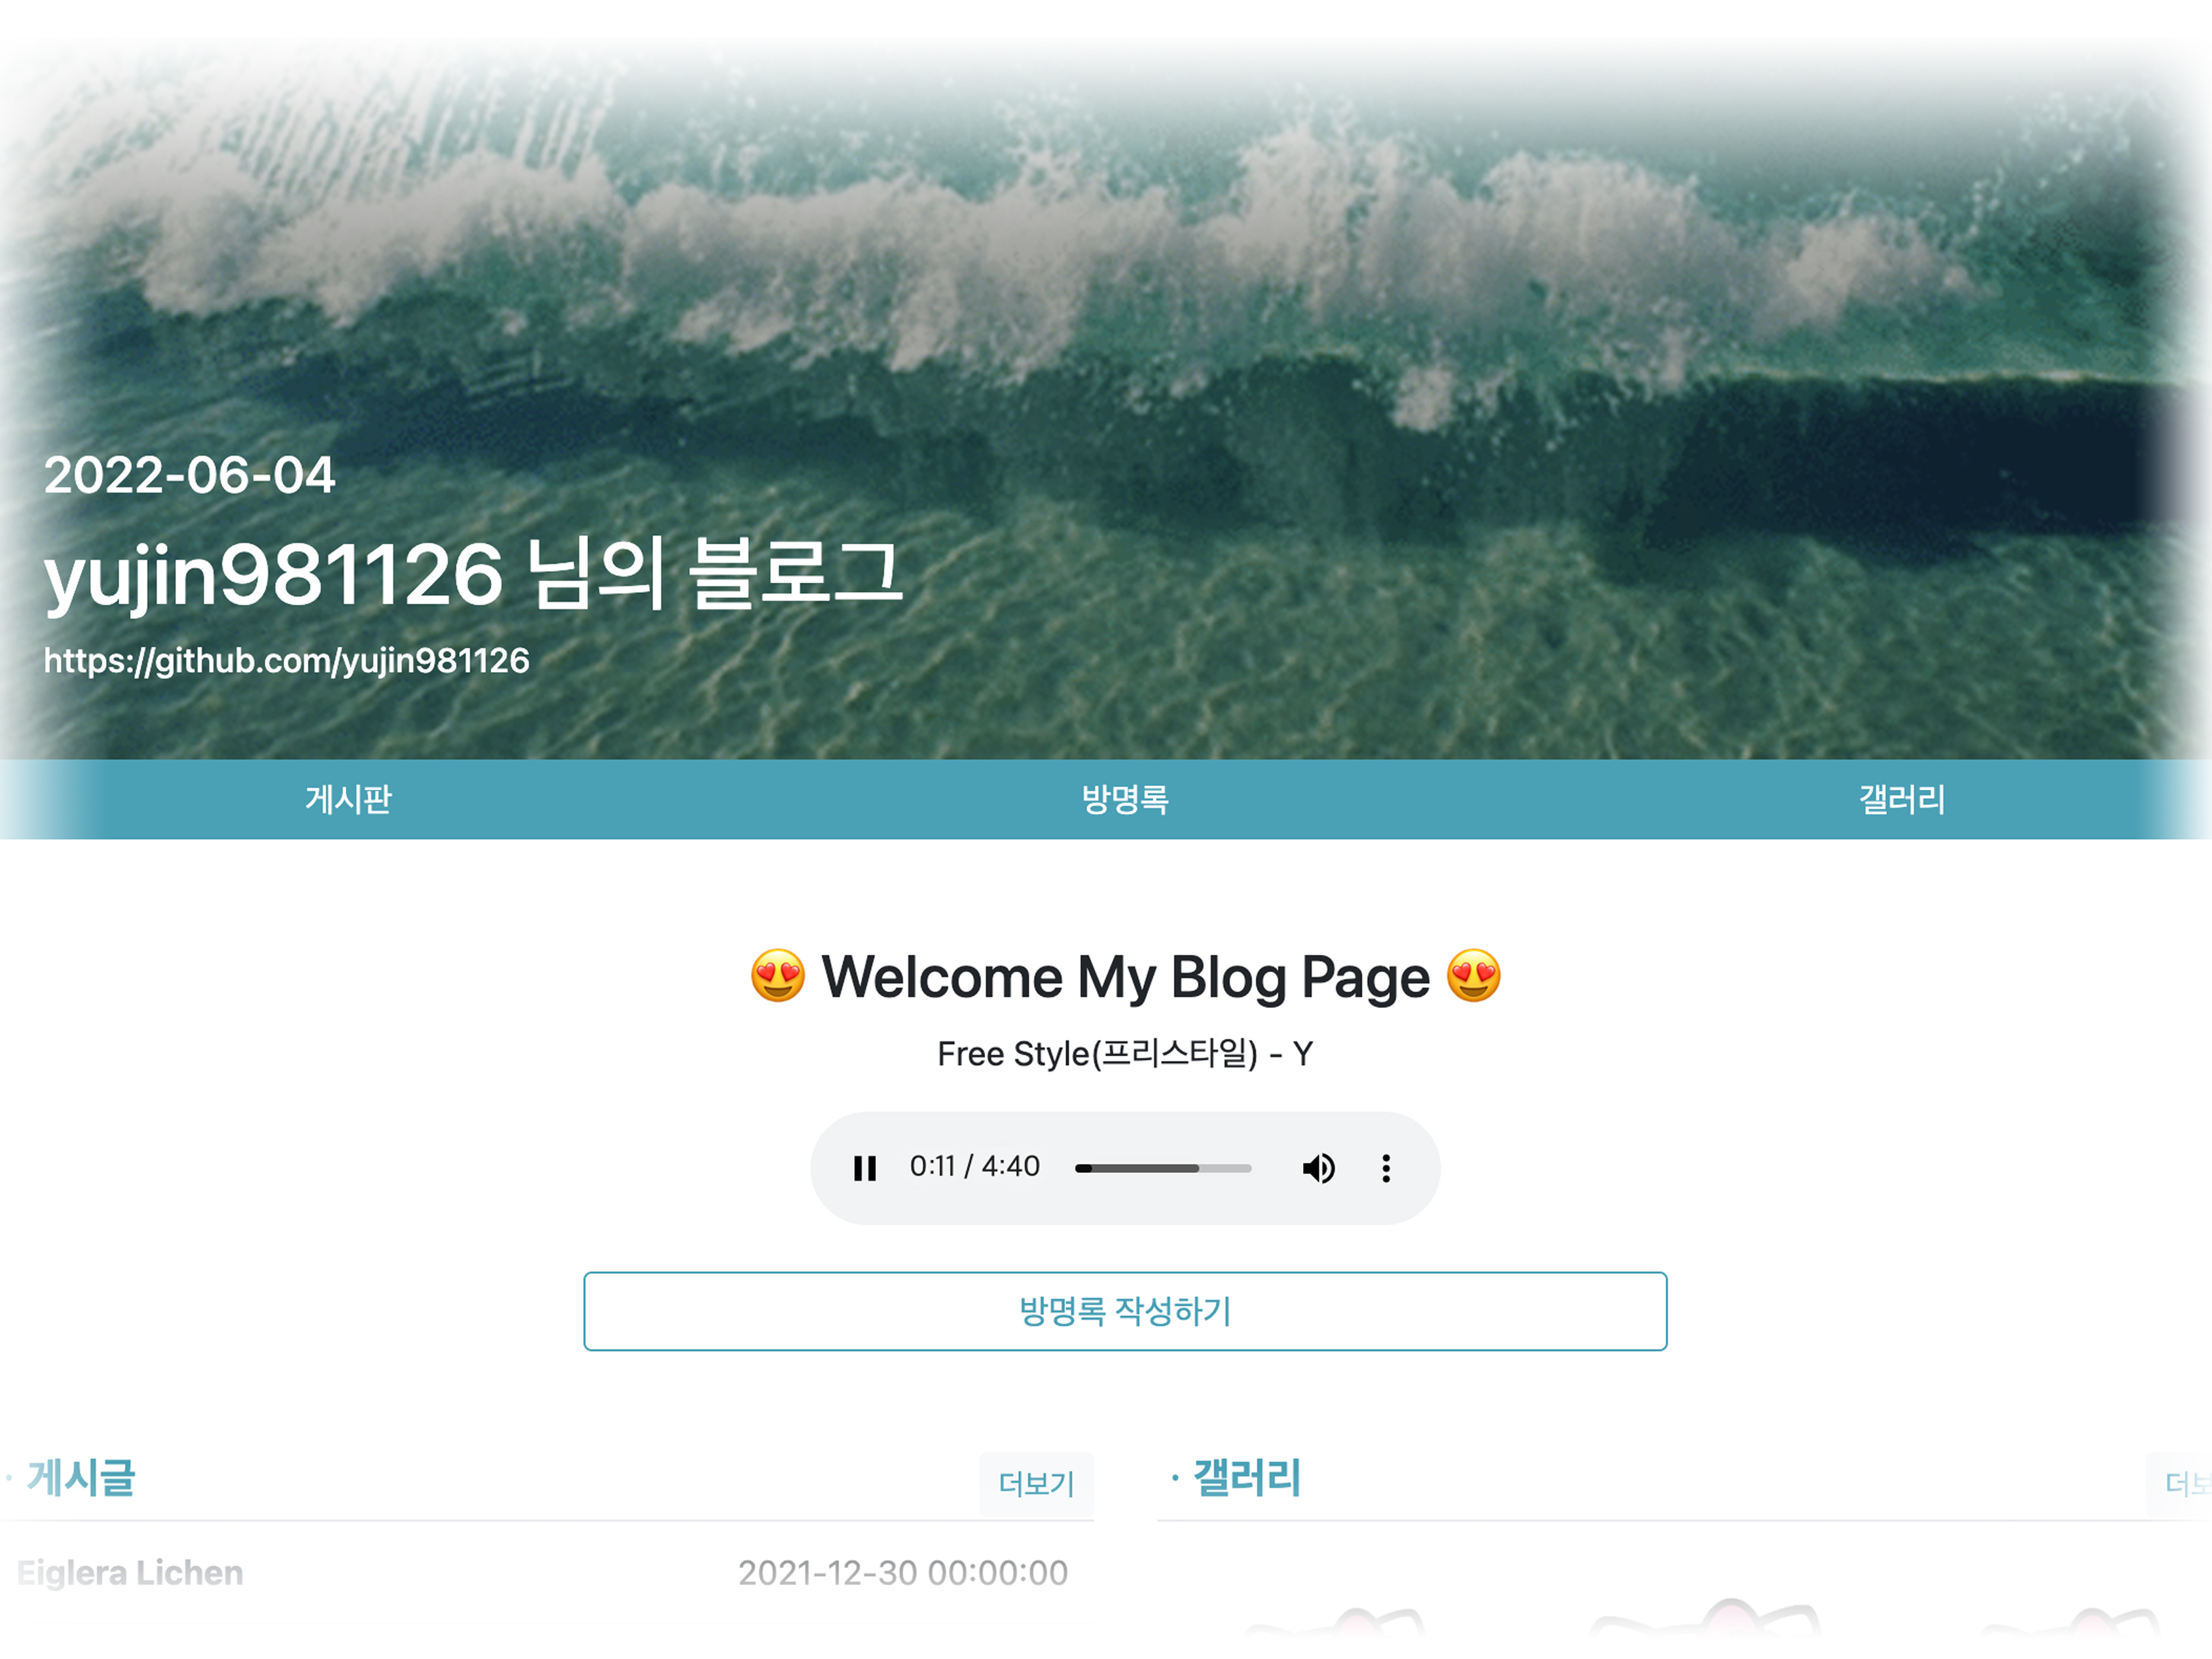 2022-06-04
yujin981126 님의 블로그
https://github.com/yujin981126
게시판 방명록 갤러리
😍 Welcome My Blog Page 😍
Free Style(프리스타일) - Y
0:11 / 4:40
방명록 작성하기
· 게시글 더보기
Eiglera Lichen 2021-12-30 00:00:00
· 갤러리